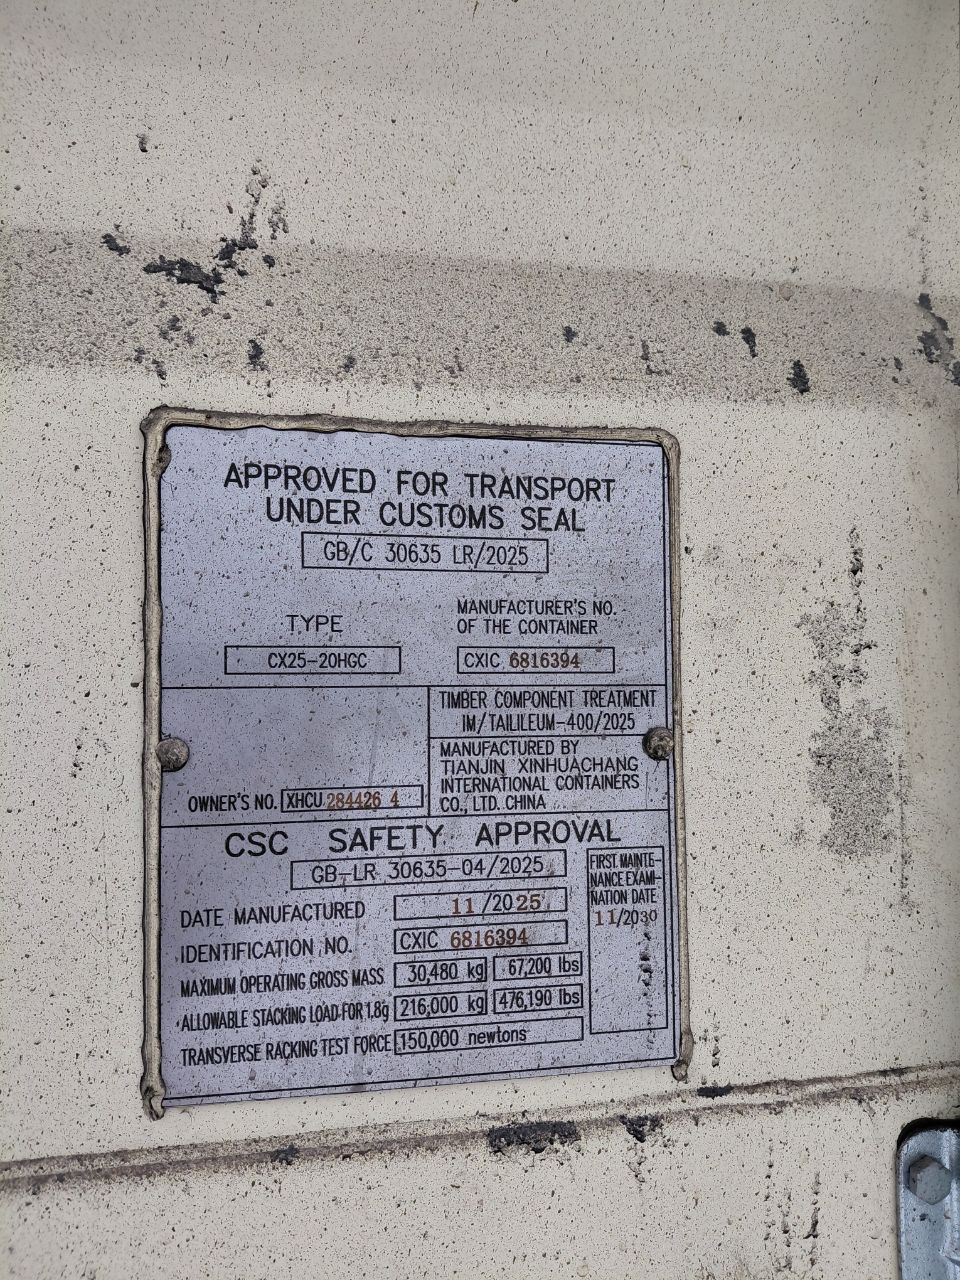 APPROVED FOR TRANSPORT
UNDER CUSTOMS SEAL
GB/C 30635 LR/2025
TYPE
CX25-20HGC
MANUFACTURER'S NO.
OF THE CONTAINER
CXIC 6816394
TIMBER COMPONENT TREATMENT
IM/TAILILEUM-400/2025
MANUFACTURED BY
TIANJIN XINHUACHANG
INTERNATIONAL CONTAINERS
CO., LTD. CHINA
OWNER'S NO. XHCU 284426 4
CSC SAFETY APPROVAL
GB-LR 30635-04/2025
DATE MANUFACTURED 11/2025
IDENTIFICATION NO. CXIC 6816394
MAXIMUM OPERATING GROSS MASS 30,480 kg 67,200 lbs
ALLOWABLE STACKING LOAD FOR 1.8g 216,000 kg 476,190 lbs
TRANSVERSE RACKING TEST FORCE 150,000 newtons
FIRST MAINTE-
NANCE EXAMI-
NATION DATE
11/2030